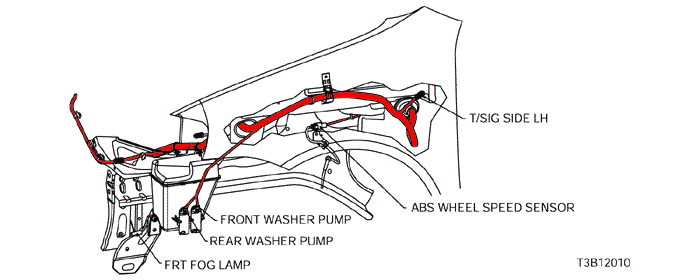 T/SIG SIDE LH
ABS WHEEL SPEED SENSOR
FRONT WASHER PUMP
REAR WASHER PUMP
FRT FOG LAMP
T3B12010